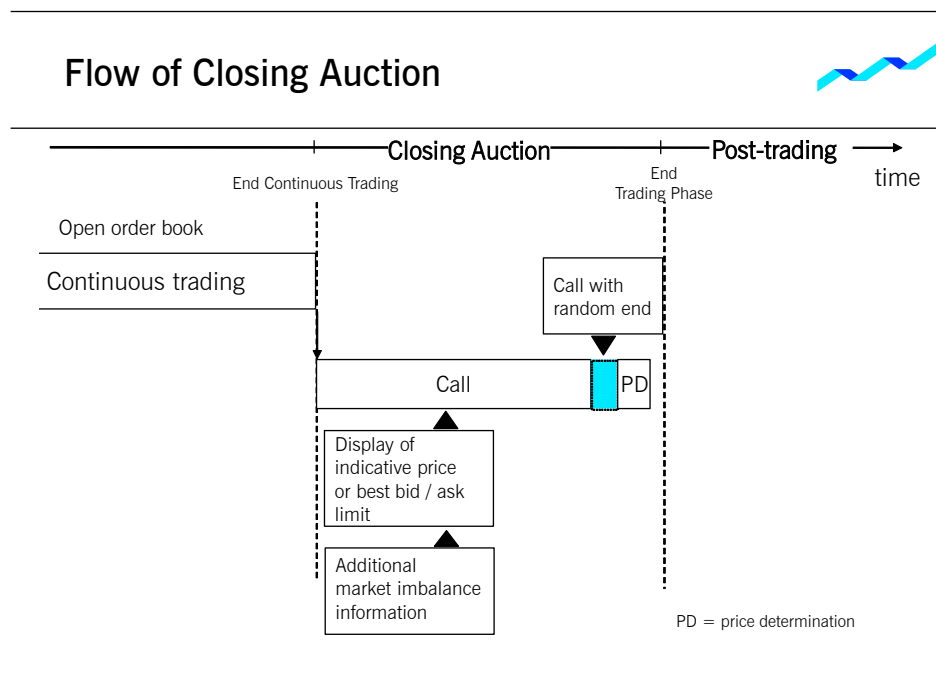 Flow of Closing Auction
Closing Auction
Post-trading
time
End Continuous Trading
End
Trading Phase
Open order book
Continuous trading
Call with
random end
Call
PD
Display of
indicative price
or best bid / ask
limit
Additional
market imbalance
information
PD = price determination